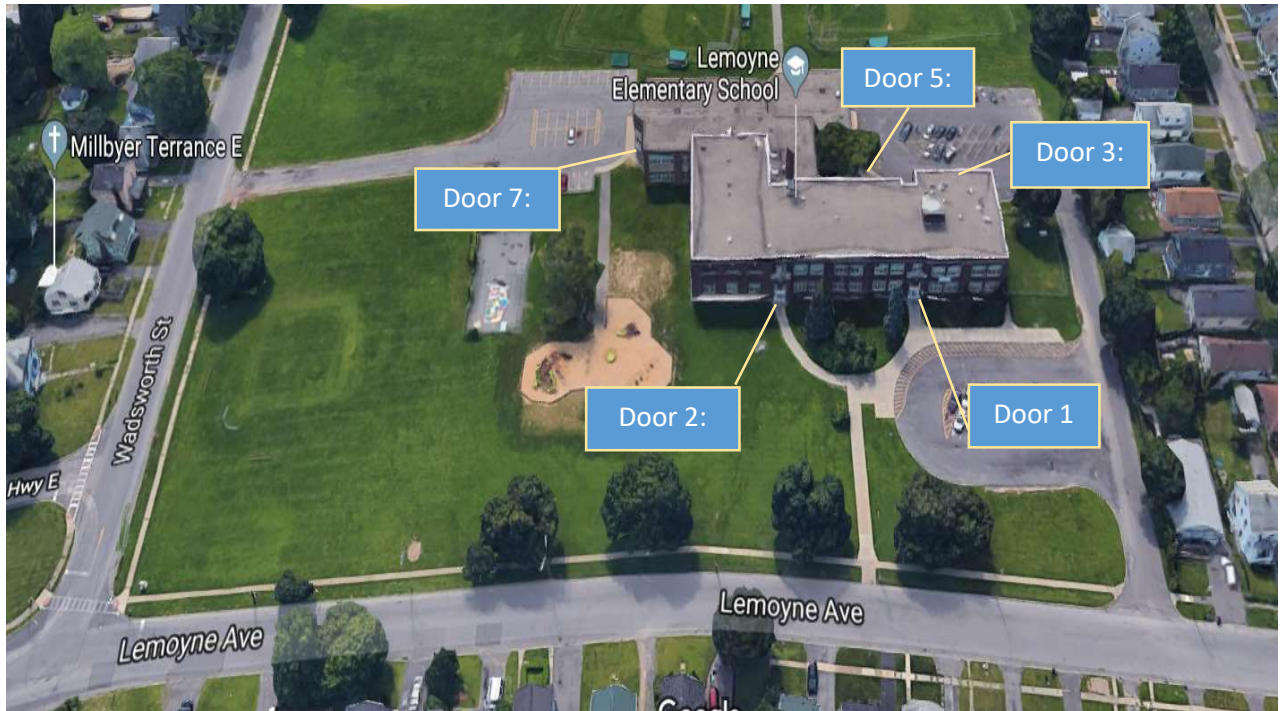 Lemoyne
Elementary School
Door 5:
Millbyer Terrance E
Door 3:
Door 7:
Wadsworth St
Door 2:
Door 1
Hwy E
Lemoyne Ave
Lemoyne Ave
Google